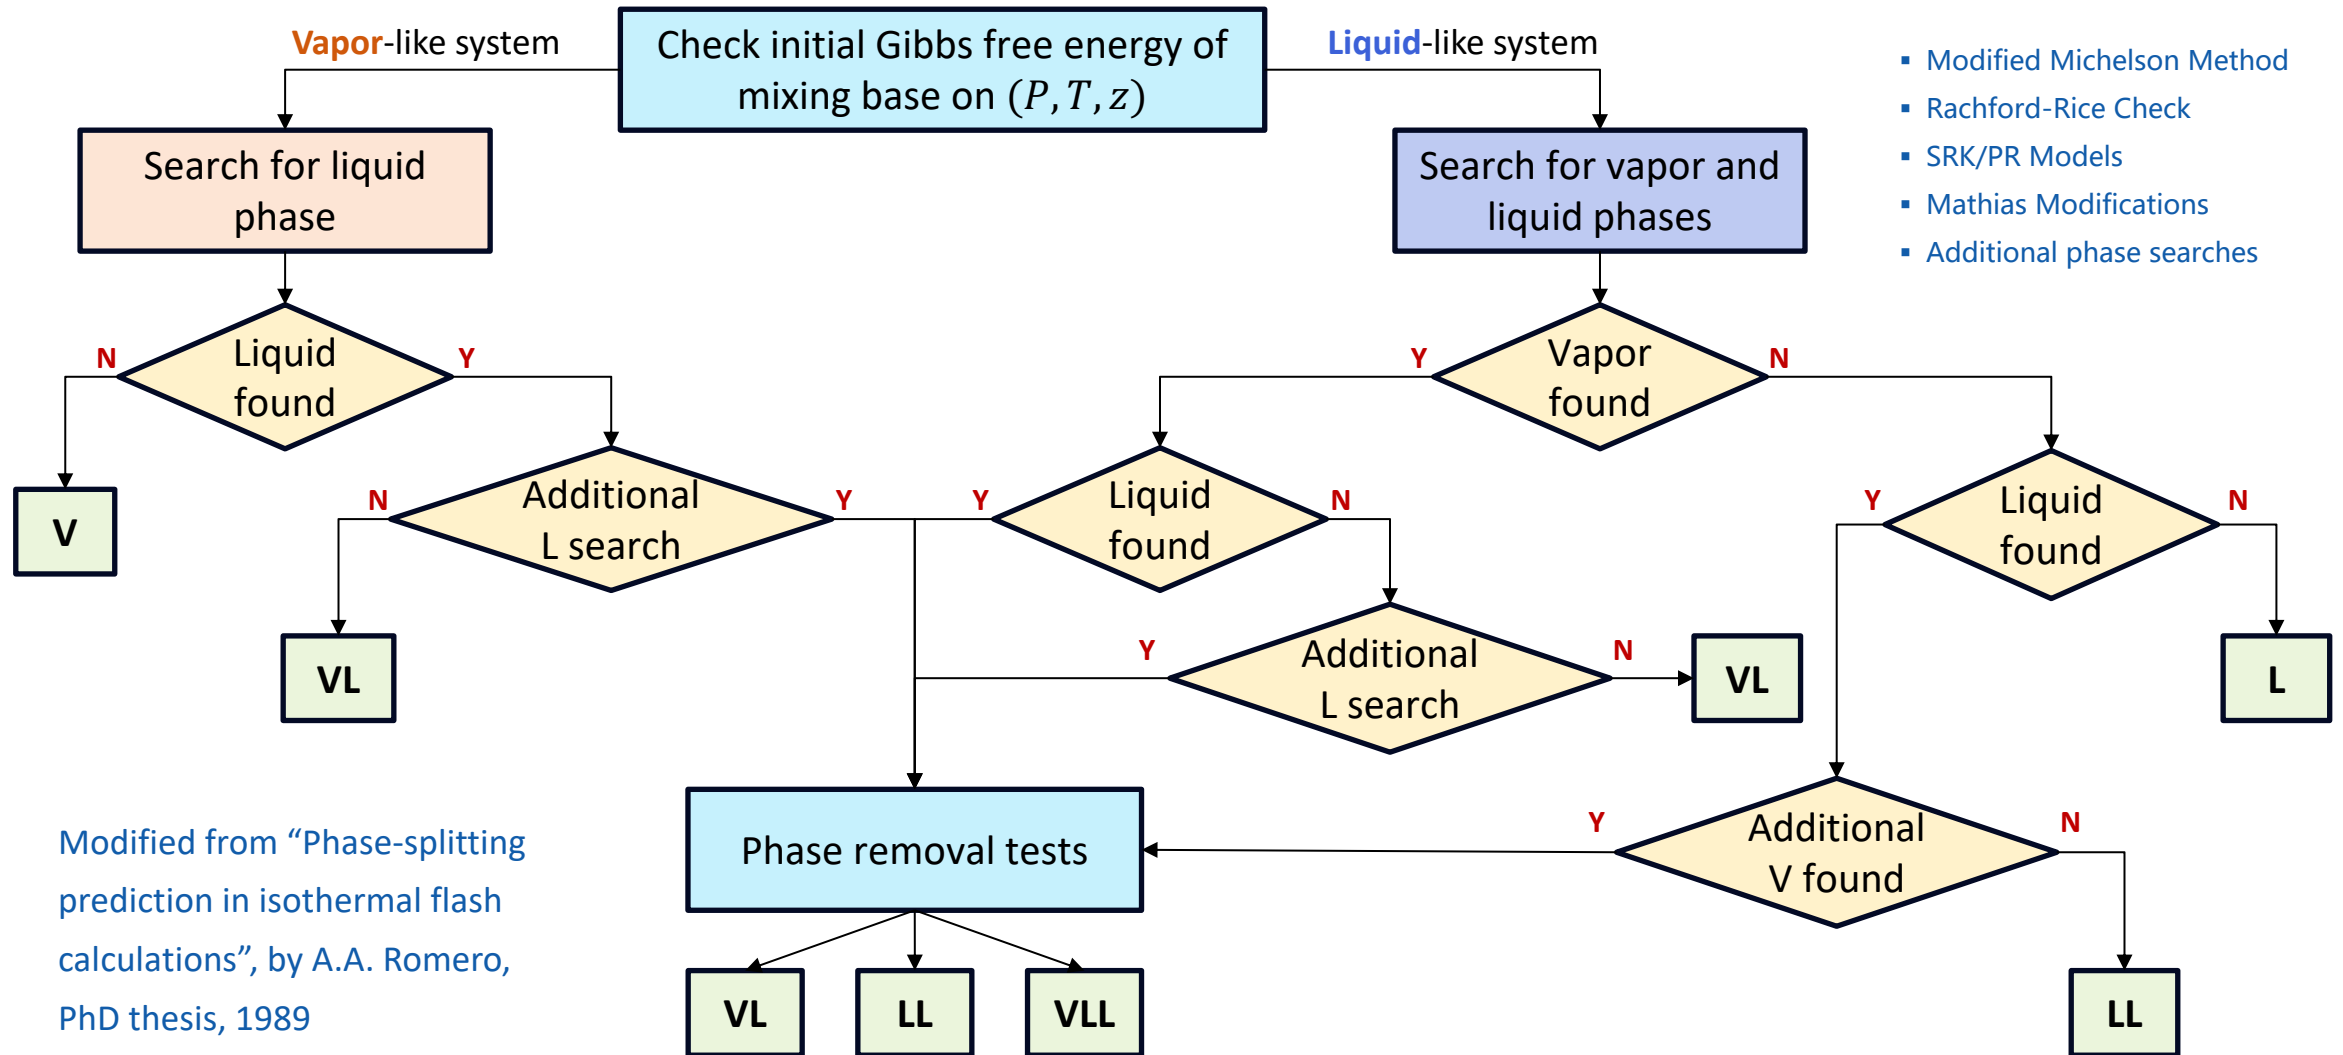 Vapor-like system
Check initial Gibbs free energy of
mixing base on (P, T, z)
Liquid-like system
▪ Modified Michelson Method
▪ Rachford-Rice Check
▪ SRK/PR Models
▪ Mathias Modifications
▪ Additional phase searches
Search for liquid
phase
Search for vapor and
liquid phases
N
Liquid
found
Y
Y
Vapor
found
N
V
N
Additional
L search
Y
Y
Liquid
found
N
Y
Liquid
found
N
VL
Y
Additional
L search
N
VL
L
Phase removal tests
Y
Additional
V found
N
VL
LL
VLL
LL
Modified from “Phase-splitting
prediction in isothermal flash
calculations”, by A.A. Romero,
PhD thesis, 1989